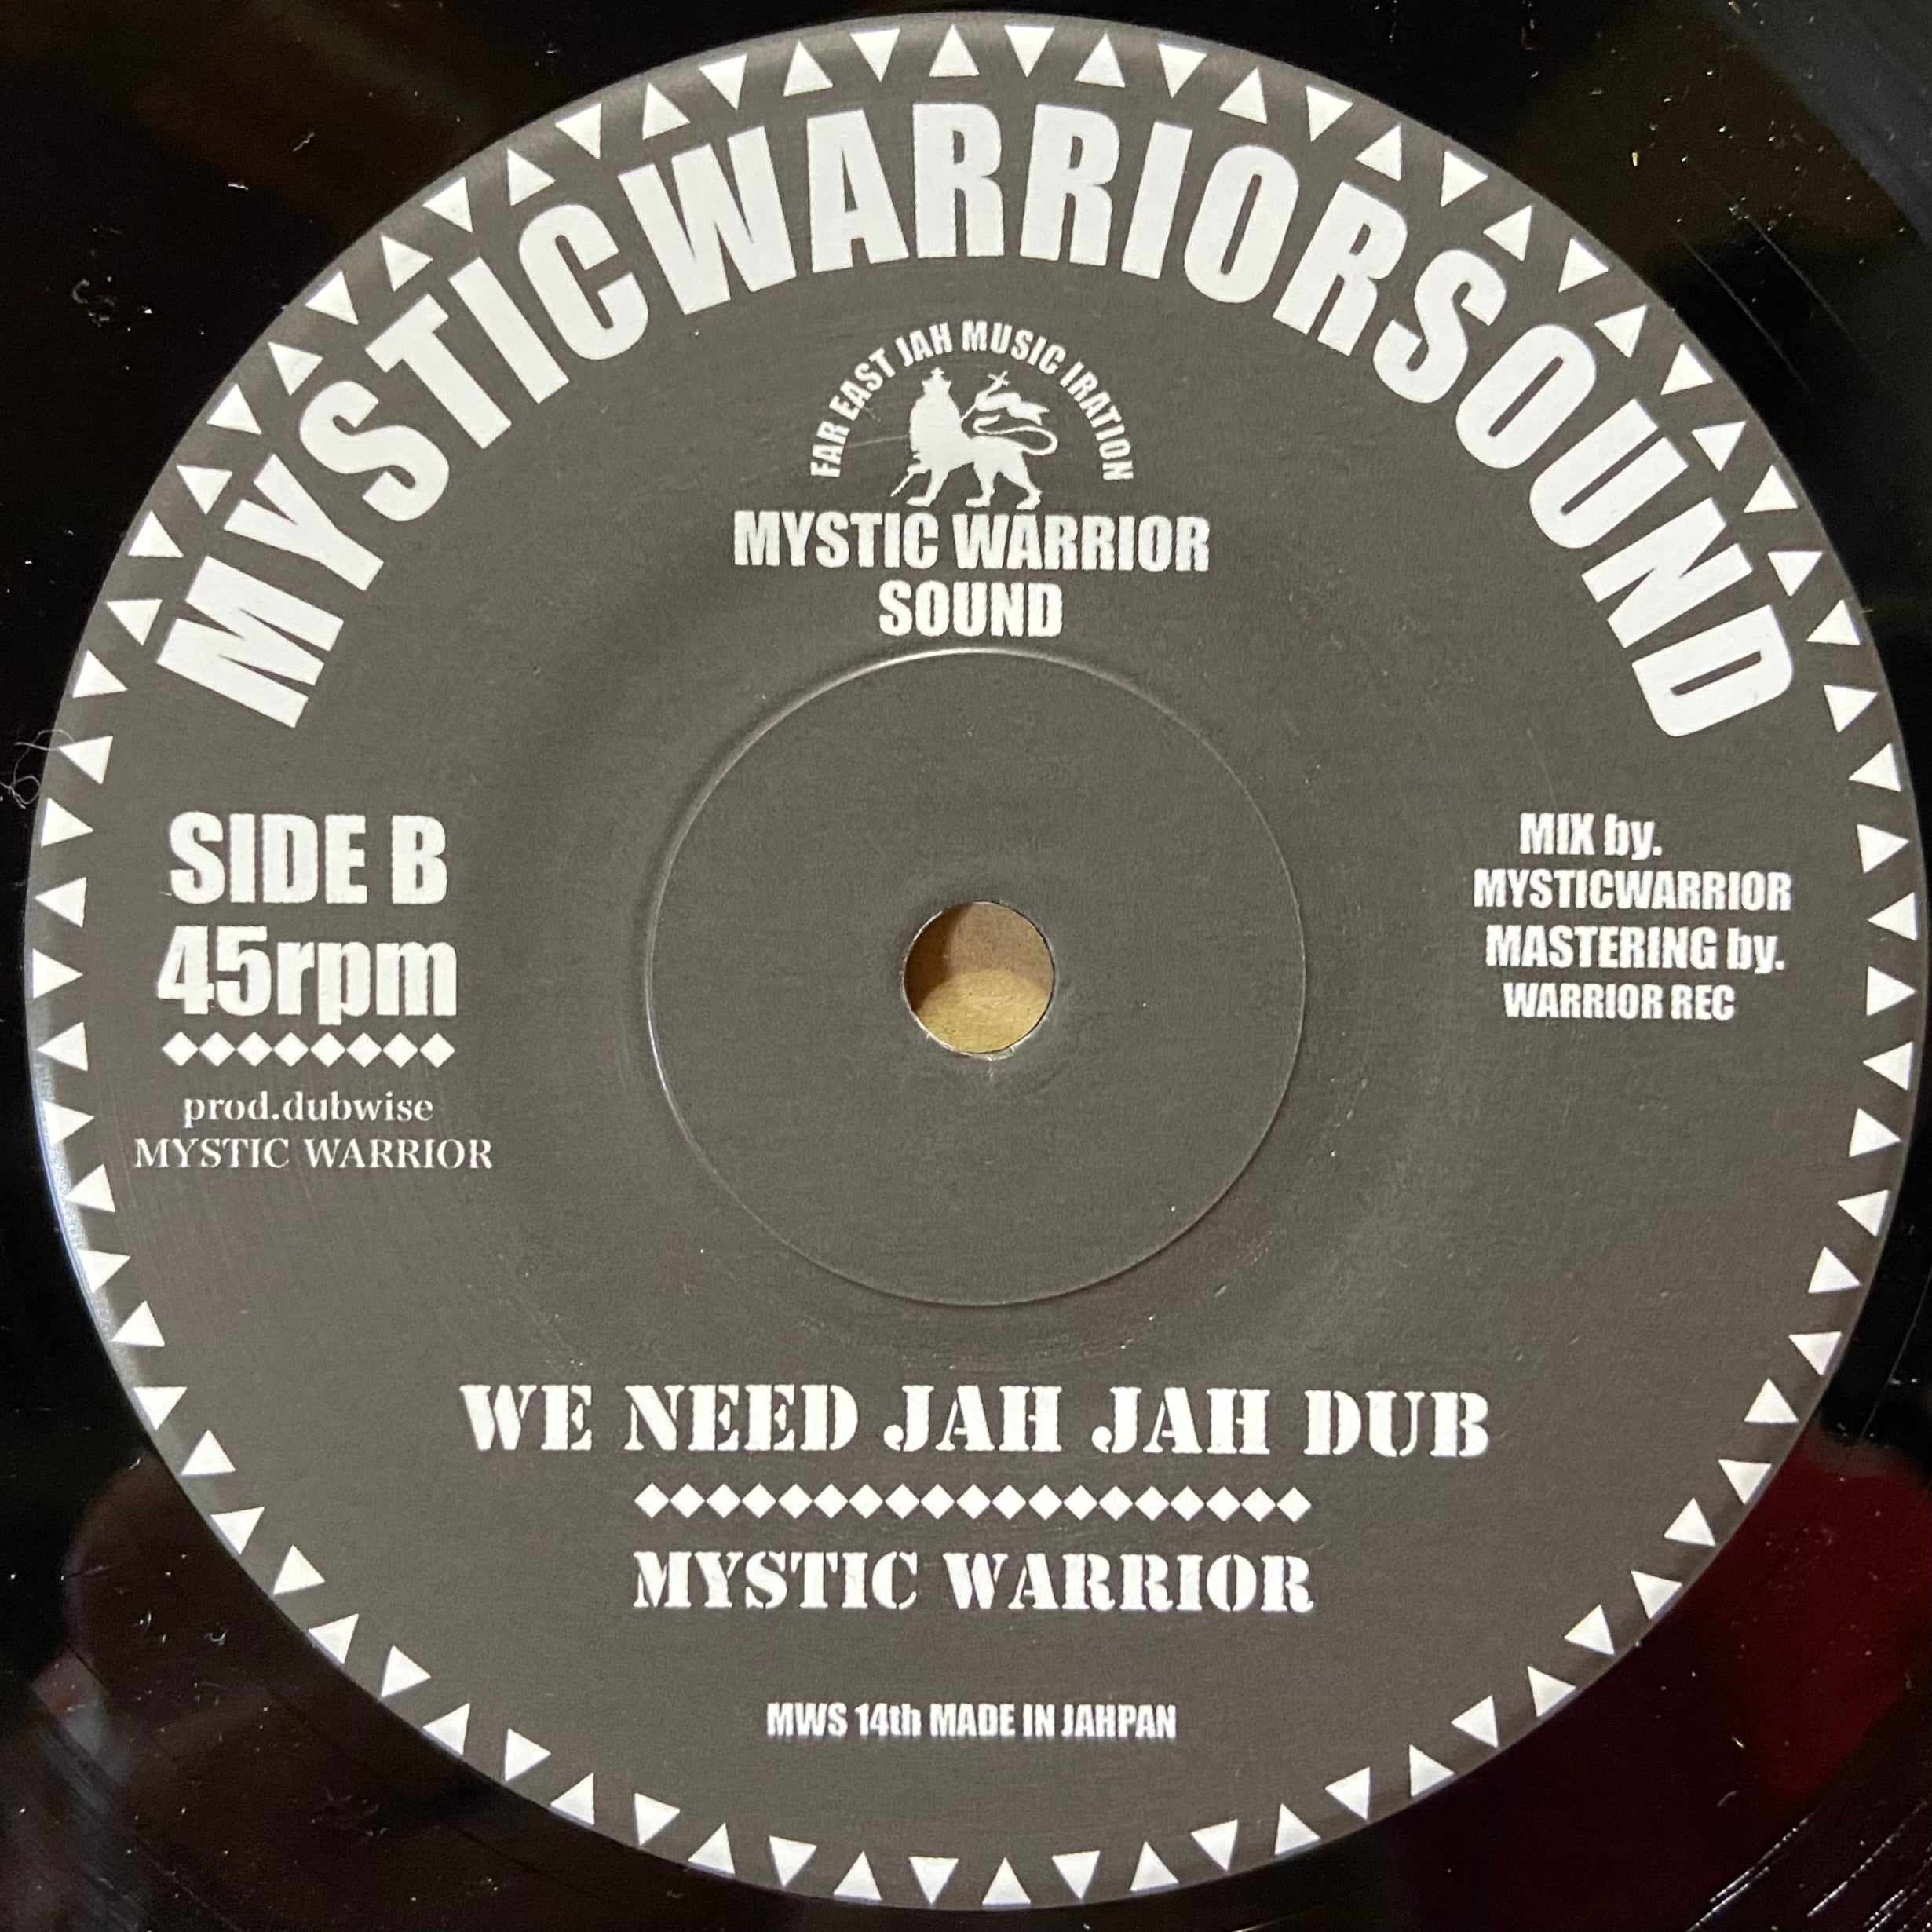 MYSTICWARRIORSOUND
FAR EAST JAH MUSIC IRATION
MYSTIC WARRIOR
SOUND
SIDE B
45rpm
prod.dubwise
MYSTIC WARRIOR
MIX by.
MYSTICWARRIOR
MASTERING by.
WARRIOR REC
WE NEED JAH JAH DUB
MYSTIC WARRIOR
MWS 14th MADE IN JAHPAN